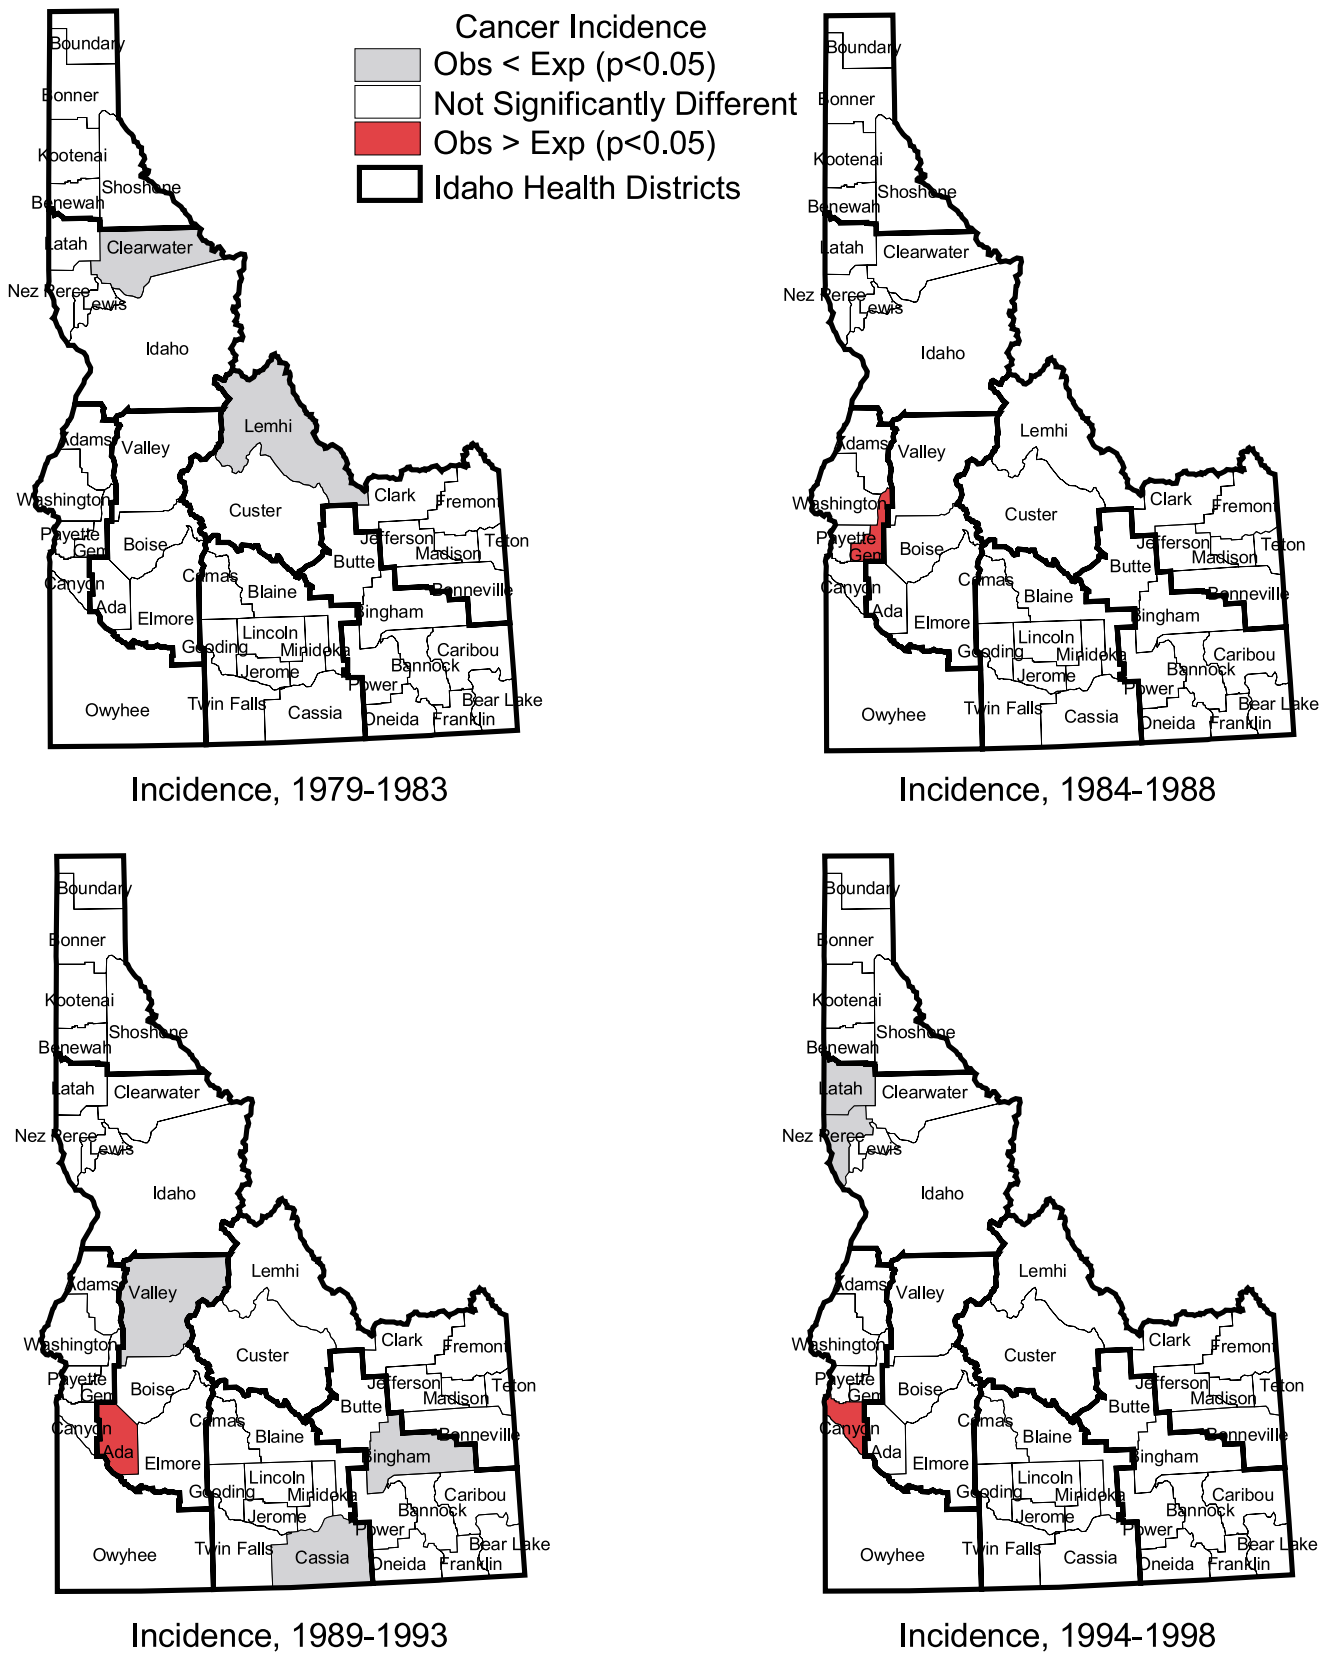 Cancer Incidence
Obs < Exp (p<0.05)
Not Significantly Different
Obs > Exp (p<0.05)
Idaho Health Districts
Boundary
Bonner
Kootenai
Shoshone
Benewah
Latah
Clearwater
Nez Perce
Lewis
Idaho
Lemhi
Adams
Valley
Washington
Custer
Clark
Fremont
Payette
Gem
Boise
Jefferson
Madison
Teton
Butte
Canyon
Camas
Blaine
Bonneville
Ada
Elmore
Bingham
Lincoln
Gooding
Minidoka
Caribou
Jerome
Bannock
Power
Owyhee
Twin Falls
Cassia
Oneida
Franklin
Bear Lake
Incidence, 1979-1983
Boundary
Bonner
Kootenai
Shoshone
Benewah
Latah
Clearwater
Nez Perce
Lewis
Idaho
Lemhi
Adams
Valley
Washington
Custer
Clark
Fremont
Payette
Gem
Boise
Jefferson
Madison
Teton
Butte
Canyon
Camas
Blaine
Bonneville
Ada
Elmore
Bingham
Lincoln
Gooding
Minidoka
Caribou
Jerome
Bannock
Power
Owyhee
Twin Falls
Cassia
Oneida
Franklin
Bear Lake
Incidence, 1984-1988
Boundary
Bonner
Kootenai
Shoshone
Benewah
Latah
Clearwater
Nez Perce
Lewis
Idaho
Lemhi
Adams
Valley
Washington
Custer
Clark
Fremont
Payette
Gem
Boise
Jefferson
Madison
Teton
Butte
Canyon
Camas
Blaine
Bonneville
Ada
Elmore
Bingham
Lincoln
Gooding
Minidoka
Caribou
Jerome
Bannock
Power
Owyhee
Twin Falls
Cassia
Oneida
Franklin
Bear Lake
Incidence, 1989-1993
Boundary
Bonner
Kootenai
Shoshone
Benewah
Latah
Clearwater
Nez Perce
Lewis
Idaho
Lemhi
Adams
Valley
Washington
Custer
Clark
Fremont
Payette
Gem
Boise
Jefferson
Madison
Teton
Butte
Canyon
Camas
Blaine
Bonneville
Ada
Elmore
Bingham
Lincoln
Gooding
Minidoka
Caribou
Jerome
Bannock
Power
Owyhee
Twin Falls
Cassia
Oneida
Franklin
Bear Lake
Incidence, 1994-1998